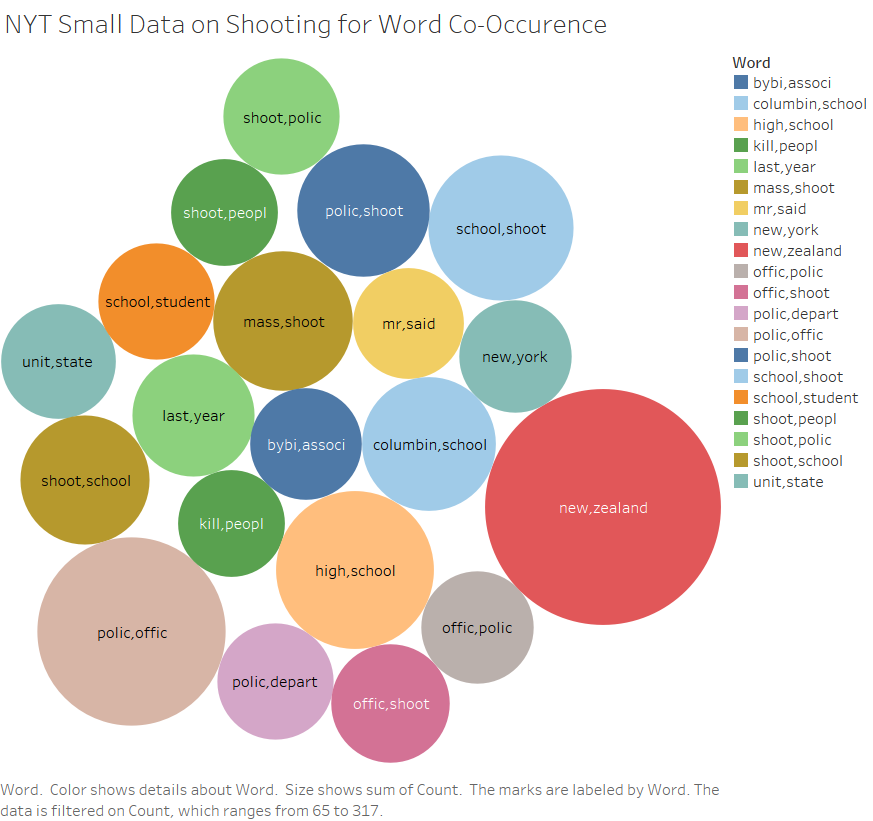 NYT Small Data on Shooting for Word Co-Occurence
Word
bybi,associ
columbin,school
high,school
kill,peopl
last,year
mass,shoot
mr,said
new,york
new,zealand
offic,polic
offic,shoot
polic,depart
polic,offic
polic,shoot
school,shoot
school,student
shoot,peopl
shoot,polic
shoot,school
unit,state
shoot,polic
shoot,peopl
polic,shoot
school,shoot
school,student
mass,shoot
mr,said
unit,state
new,york
last,year
bybi,associ
columbin,school
shoot,school
kill,peopl
new,zealand
high,school
polic,offic
offic,polic
polic,depart
offic,shoot
Word.  Color shows details about Word.  Size shows sum of Count.  The marks are labeled by Word. The
data is filtered on Count, which ranges from 65 to 317.